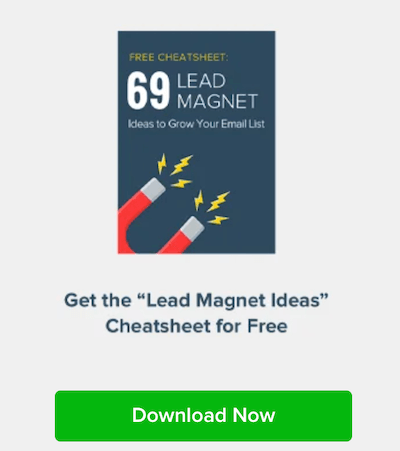 FREE CHEATSHEET:
69 LEAD
MAGNET
Ideas to Grow Your Email List
Get the “Lead Magnet Ideas”
Cheatsheet for Free
Download Now